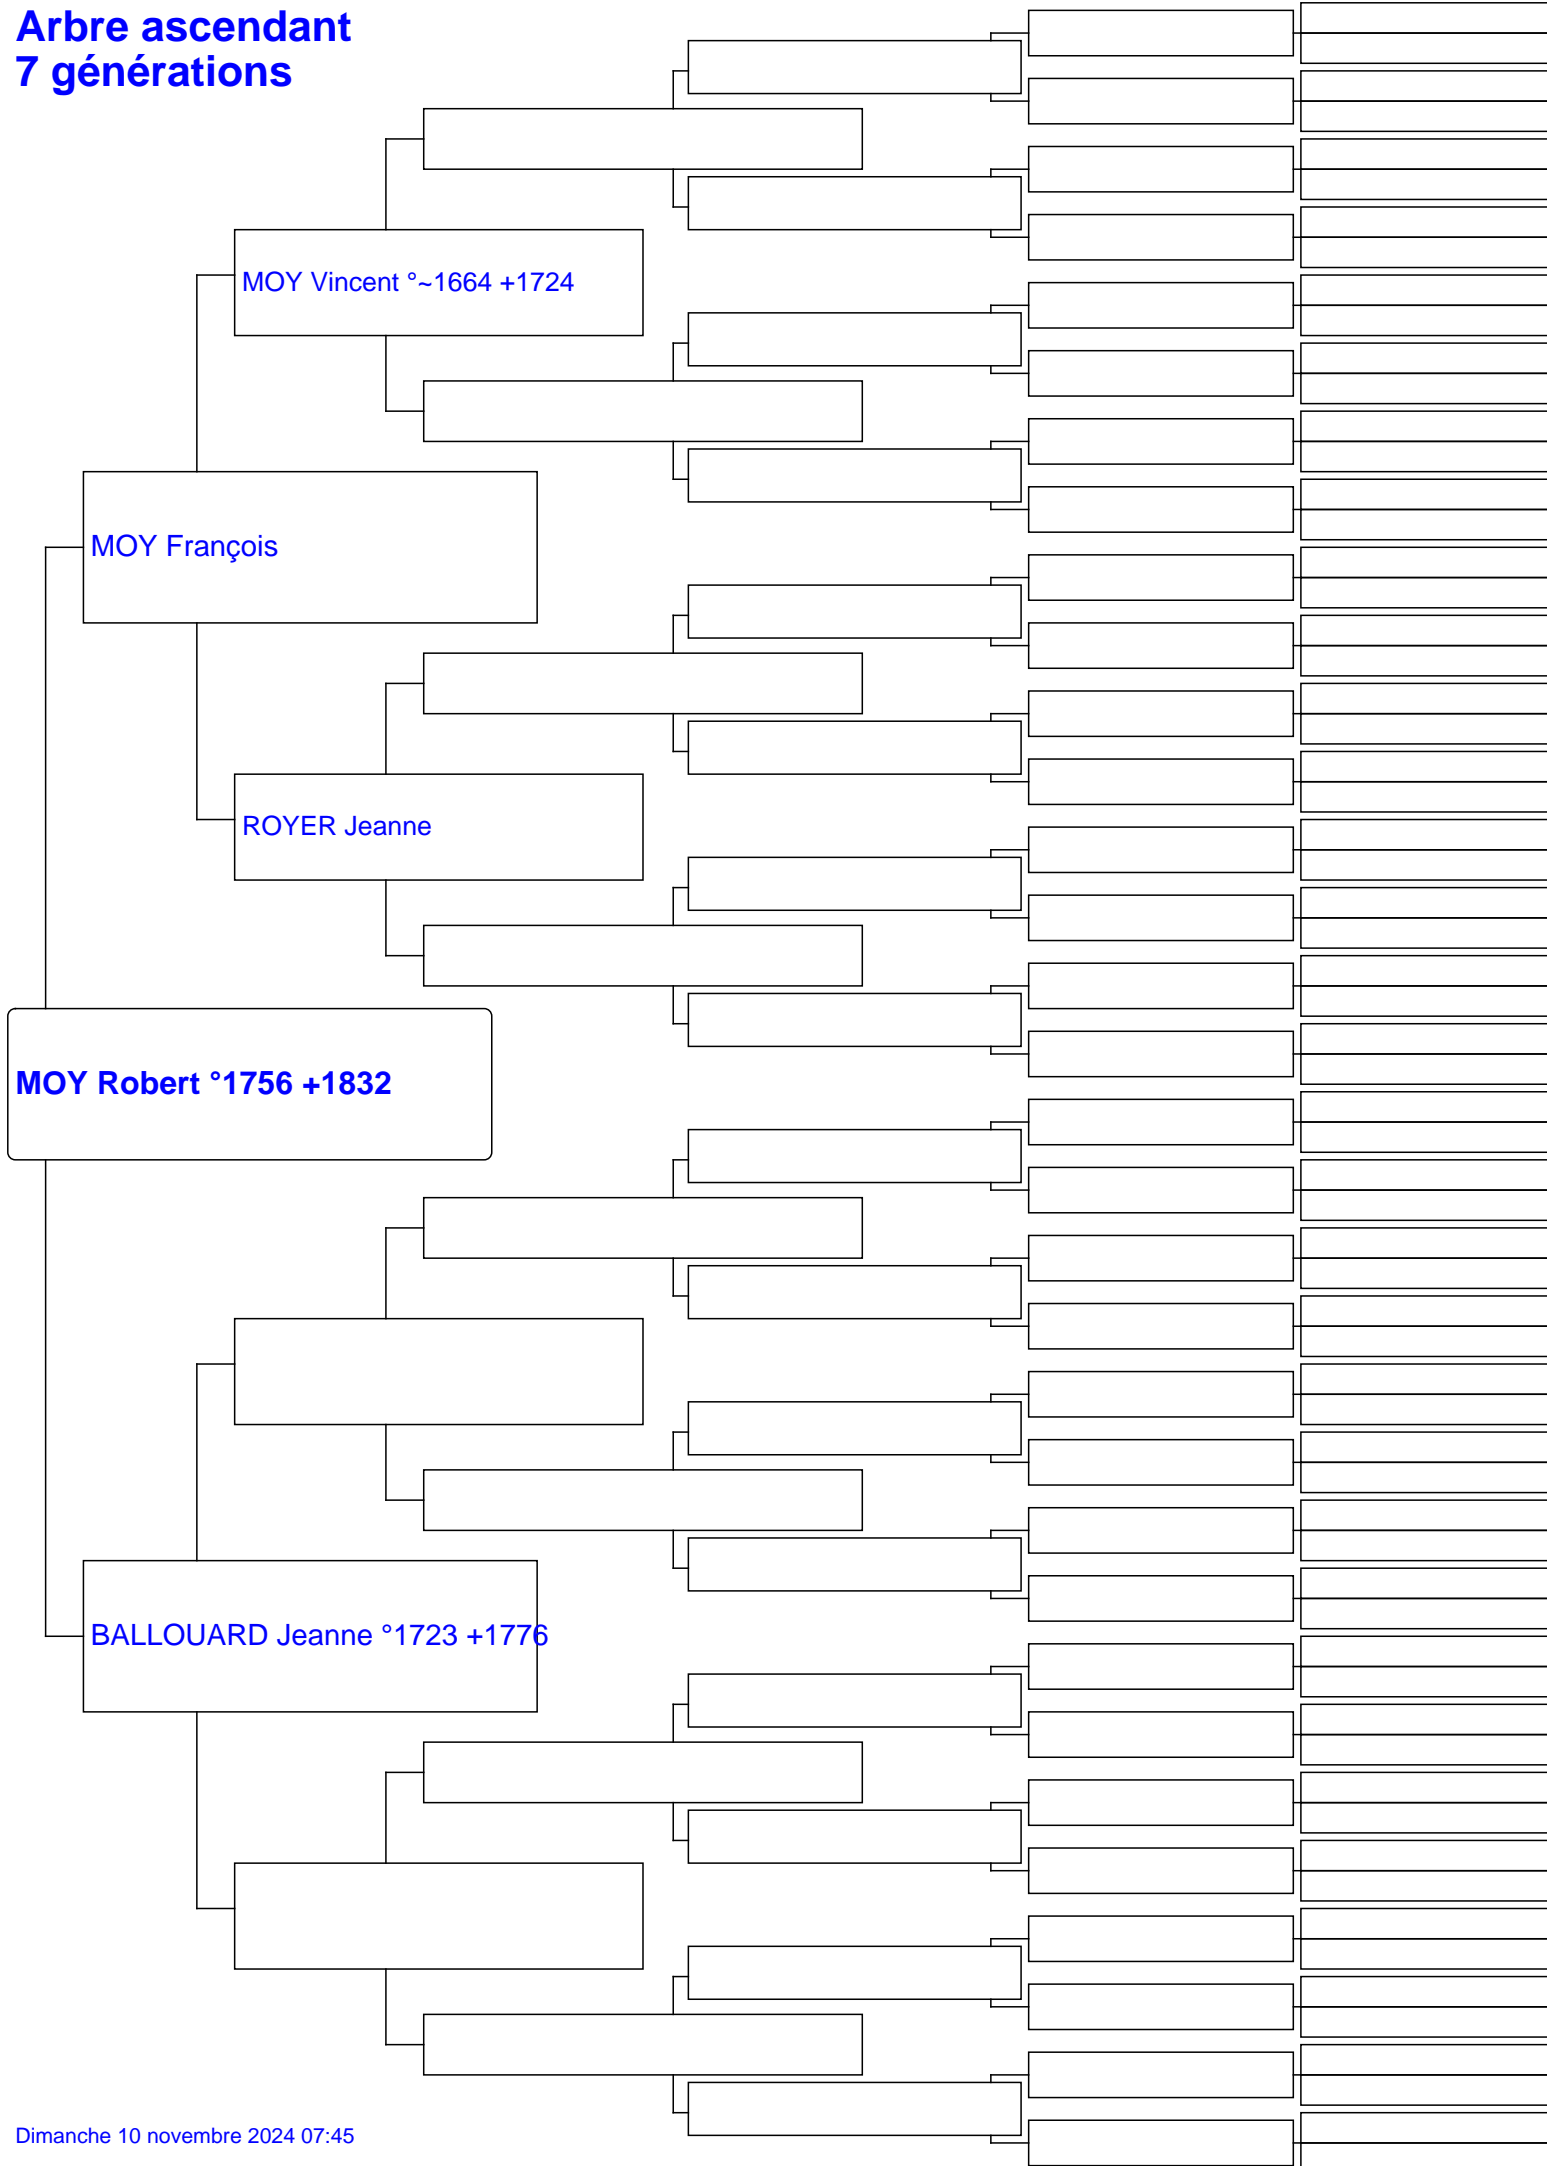 Arbre ascendant
7 générations
MOY Vincent °~1664 +1724
MOY François
ROYER Jeanne
MOY Robert °1756 +1832
BALLOUARD Jeanne °1723 +1776
Dimanche 10 novembre 2024 07:45